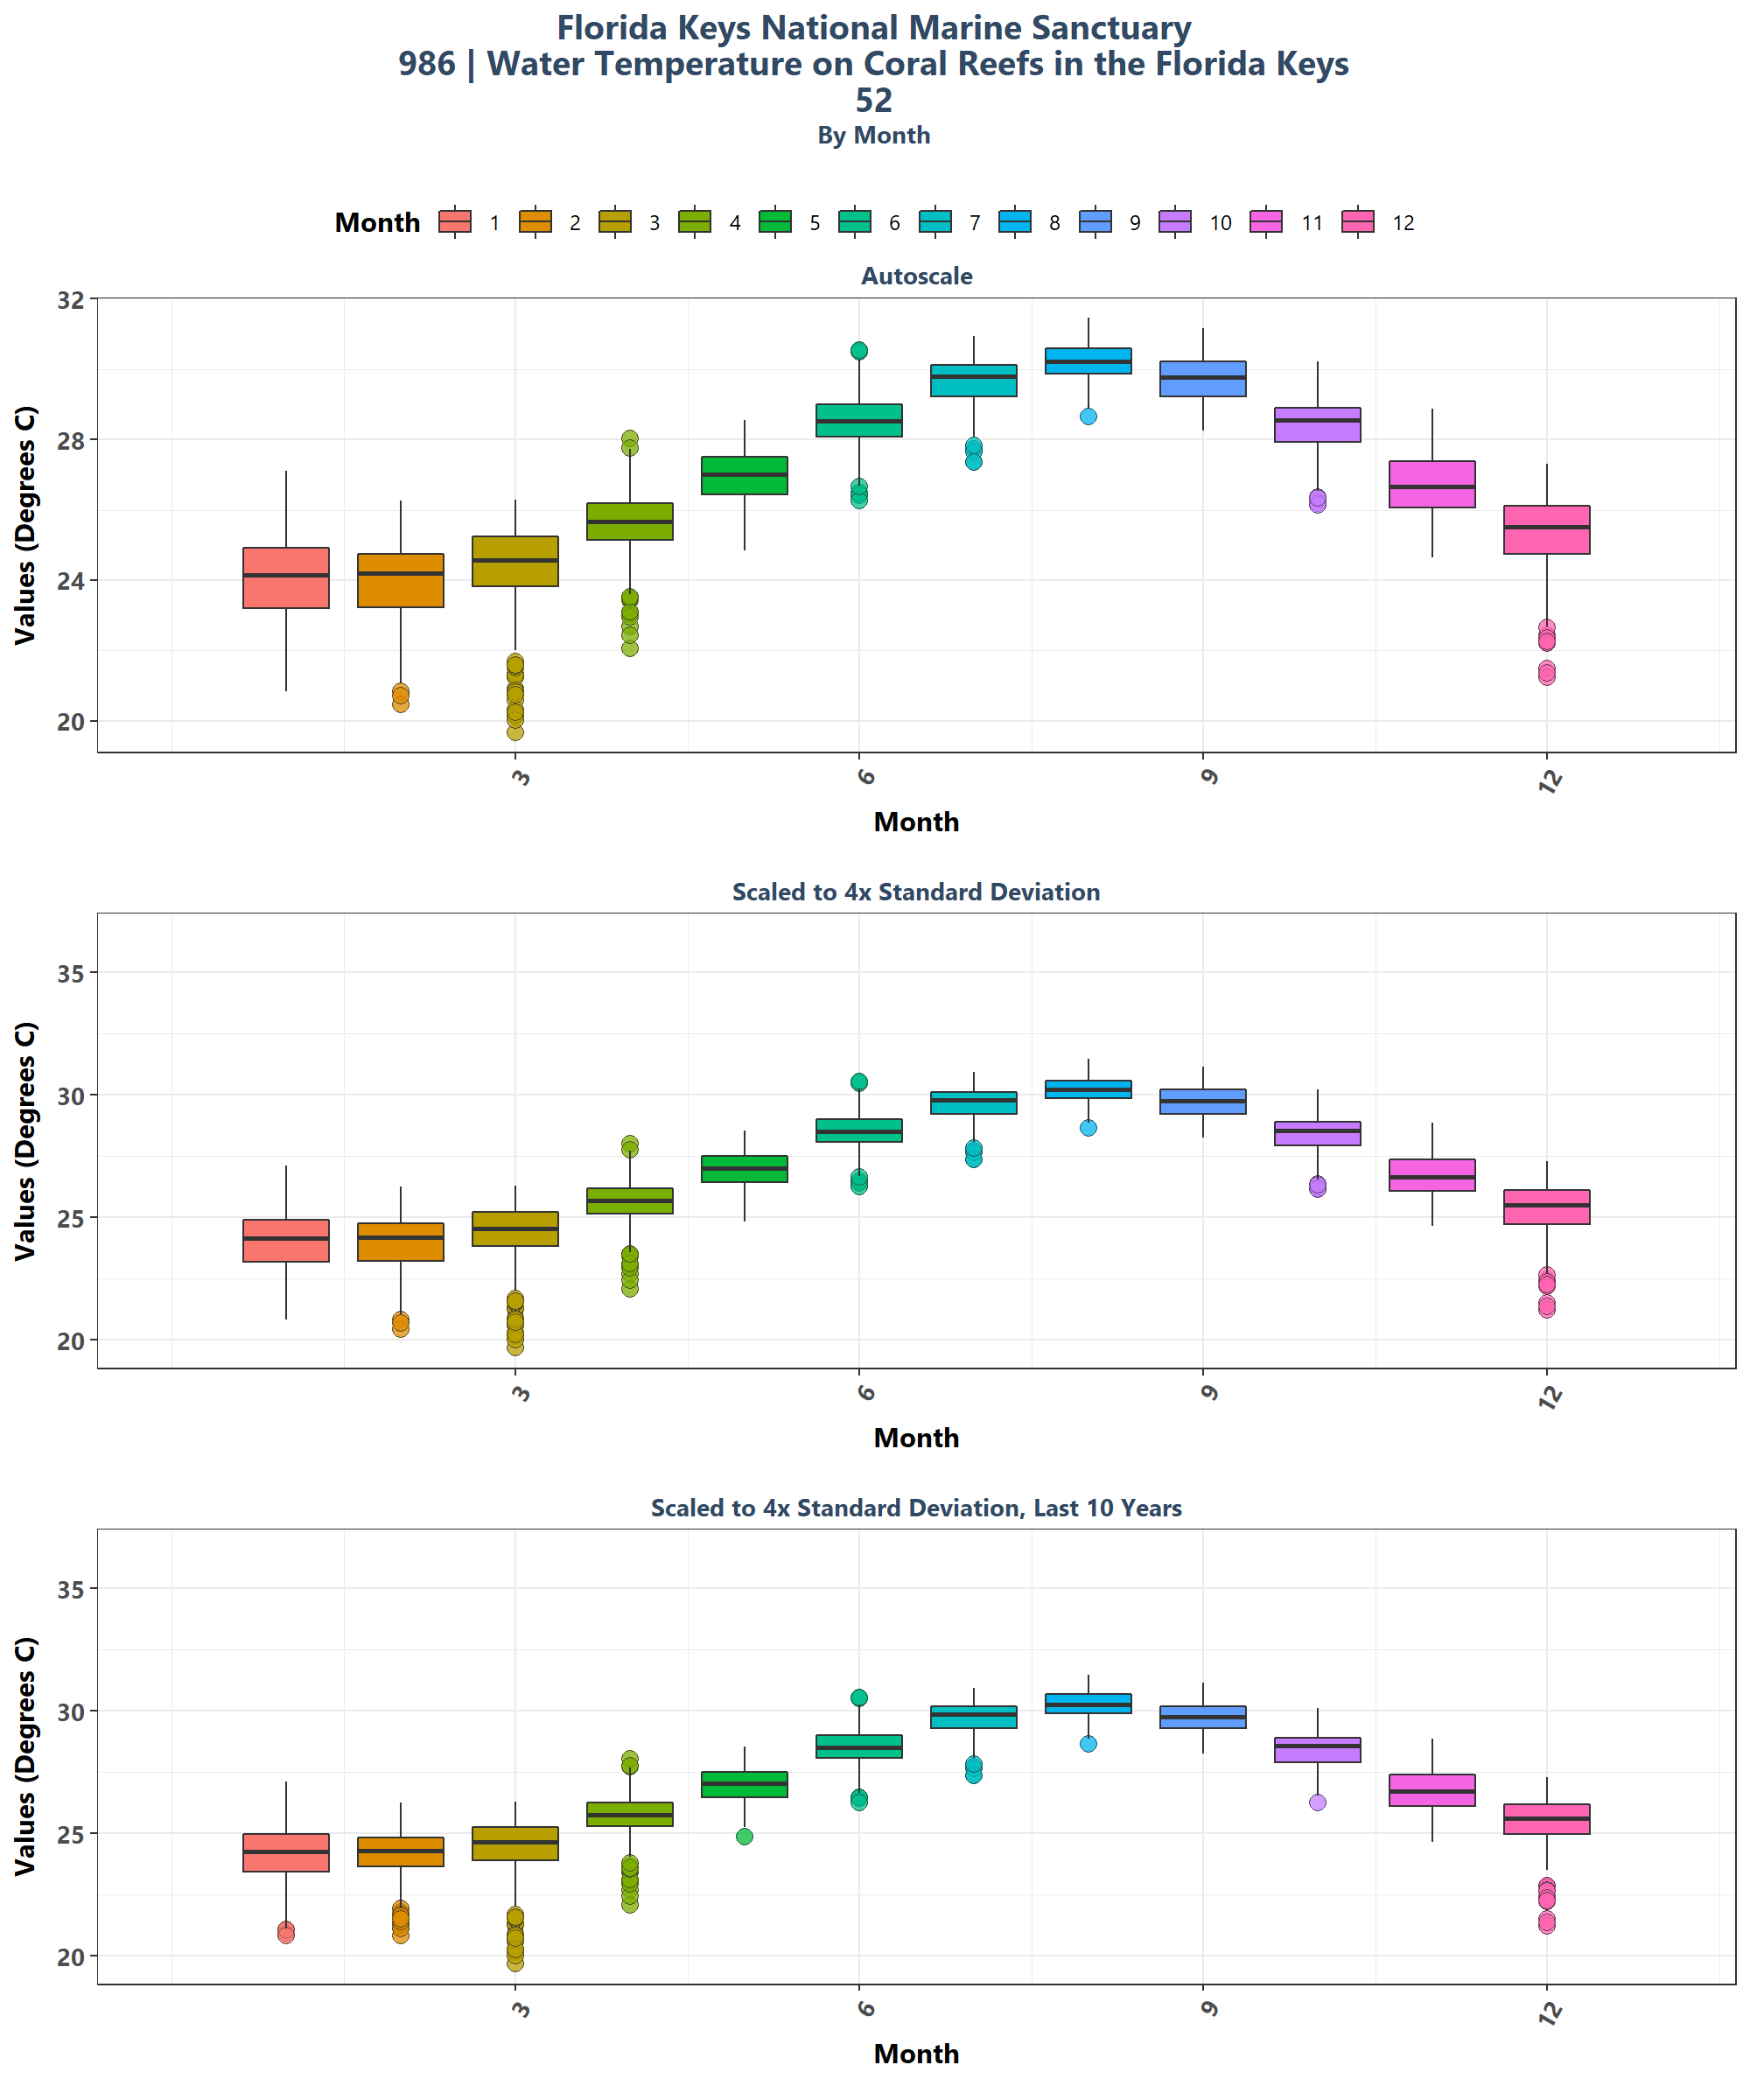 Florida Keys National Marine Sanctuary
986 | Water Temperature on Coral Reefs in the Florida Keys
52
By Month
Month 1 2 3 4 5 6 7 8 9 10 11 12
Autoscale
Values (Degrees C)
32
28
24
20
3 6 9 12
Month
Scaled to 4x Standard Deviation
Values (Degrees C)
35
30
25
20
3 6 9 12
Month
Scaled to 4x Standard Deviation, Last 10 Years
Values (Degrees C)
35
30
25
20
3 6 9 12
Month